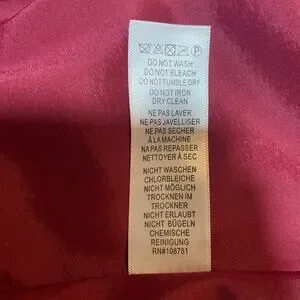 P
DO NOT WASH
DO NOT BLEACH
DO NOT TUMBLE DRY
DO NOT IRON
DRY CLEAN
NE PAS LAVER
NE PAS JAVELLISER
NE PAS SECHER
À LA MACHINE
NA PAS REPASSER
NETTOYER À SEC
NICHT WASCHEN
CHLORBLEICHE
NICHT MÖGLICH
TROCKNEN IM
TROCKNER
NICHT ERLAUBT
NICHT BÜGELN
CHEMISCHE
REINIGUNG
RN#108781